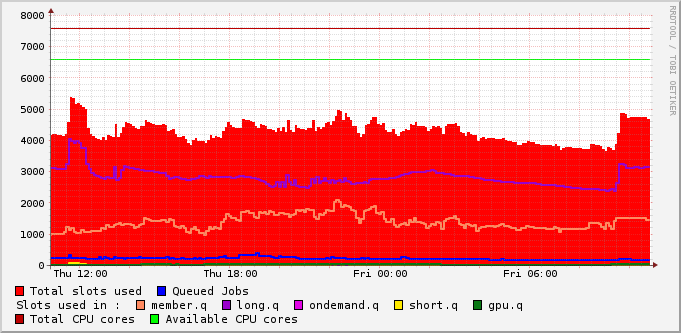 8000
7000
6000
5000
4000
3000
2000
1000
0
Thu 12:00 Thu 18:00 Fri 00:00 Fri 06:00
RRDTOOL / TOBI OETIKER
Total slots used Queued Jobs
Slots used in : member.q long.q ondemand.q short.q gpu.q
Total CPU cores Available CPU cores